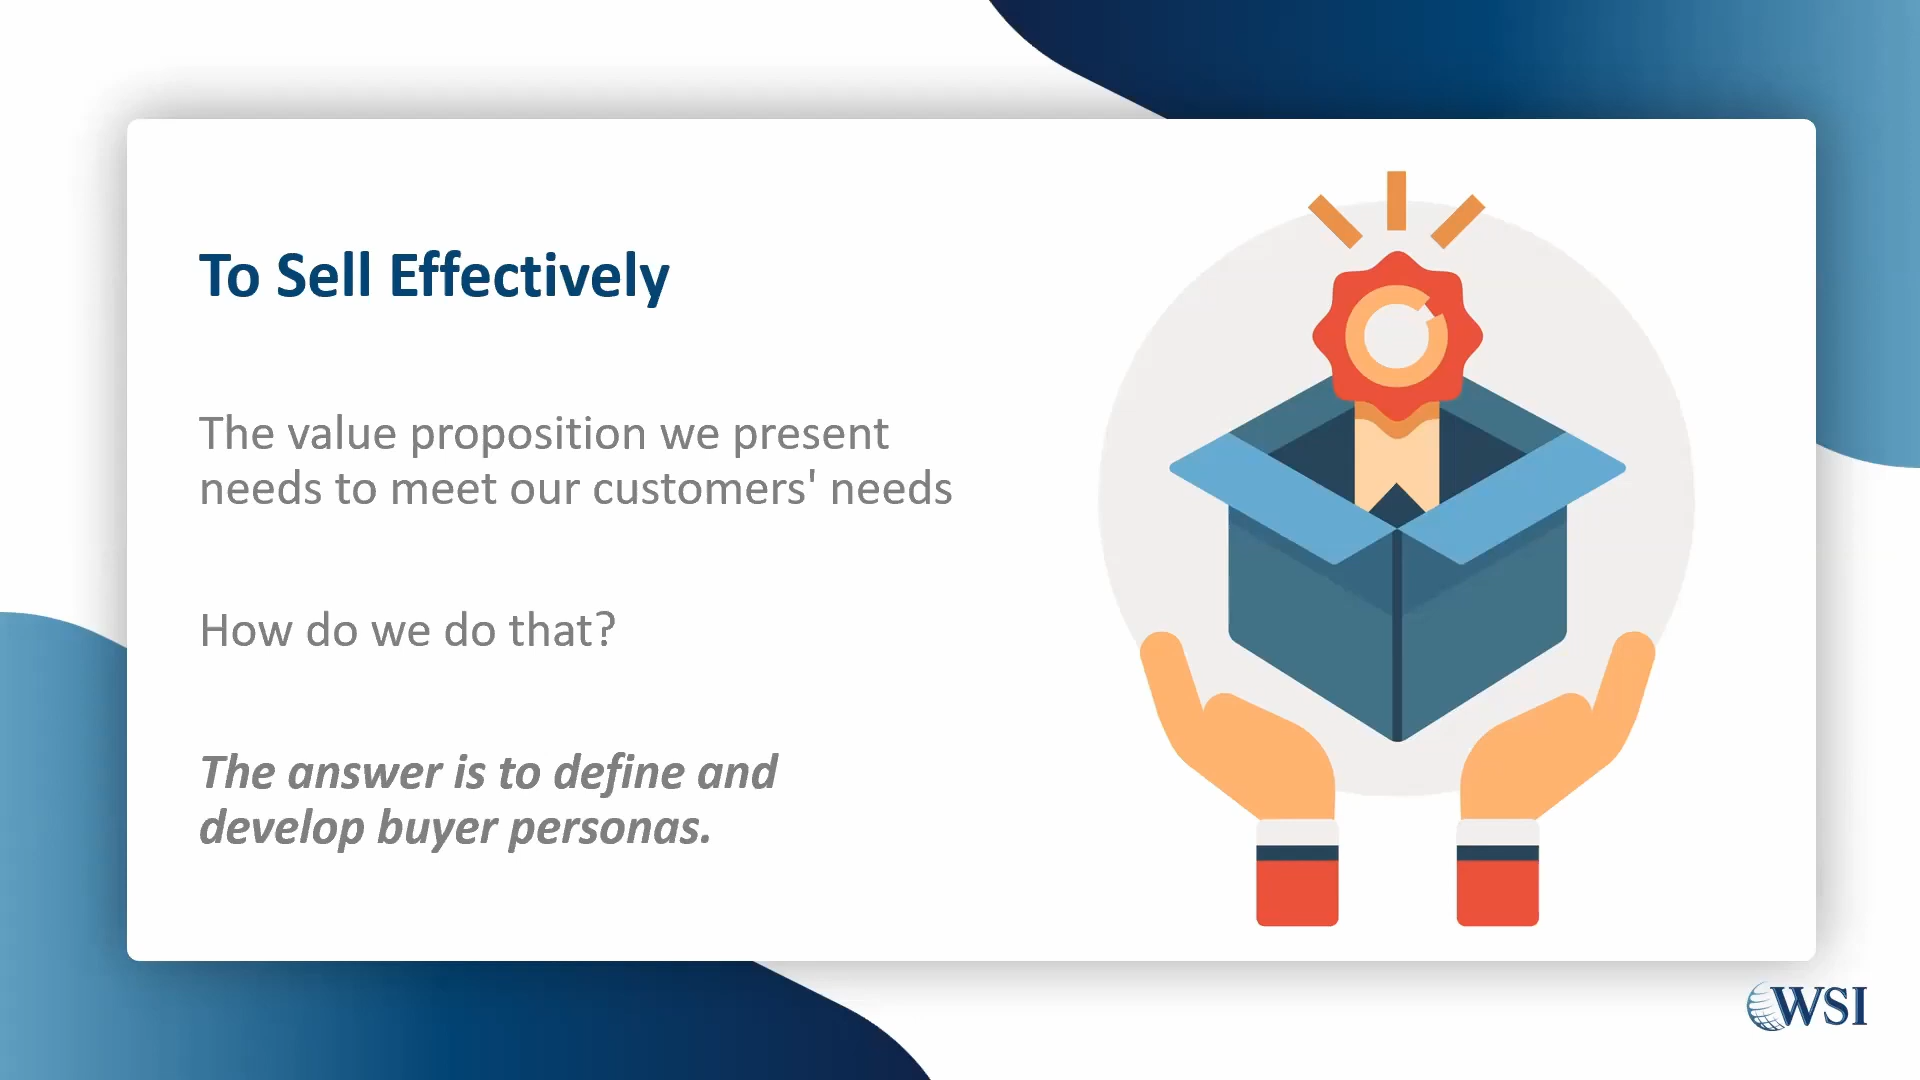 To Sell Effectively
The value proposition we present
needs to meet our customers' needs
How do we do that?
The answer is to define and
develop buyer personas.
WSI